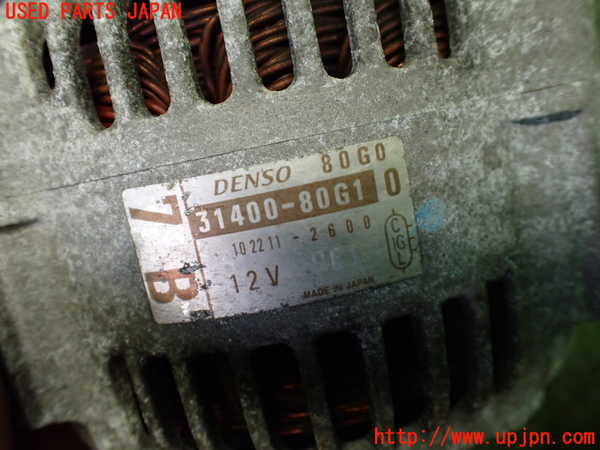 USED PARTS JAPAN
80G0
DENSO
31400-80G1 0
102211-2600
12V
MADE IN JAPAN
7 B
C
IG E
L
http://www.upjpn.com